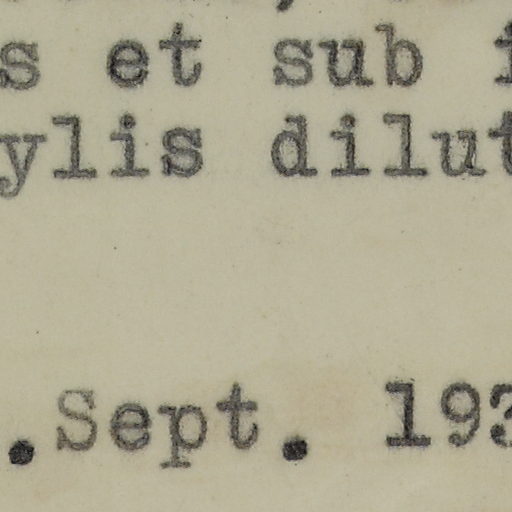 s et sub
ylis dilut
.Sept. 193